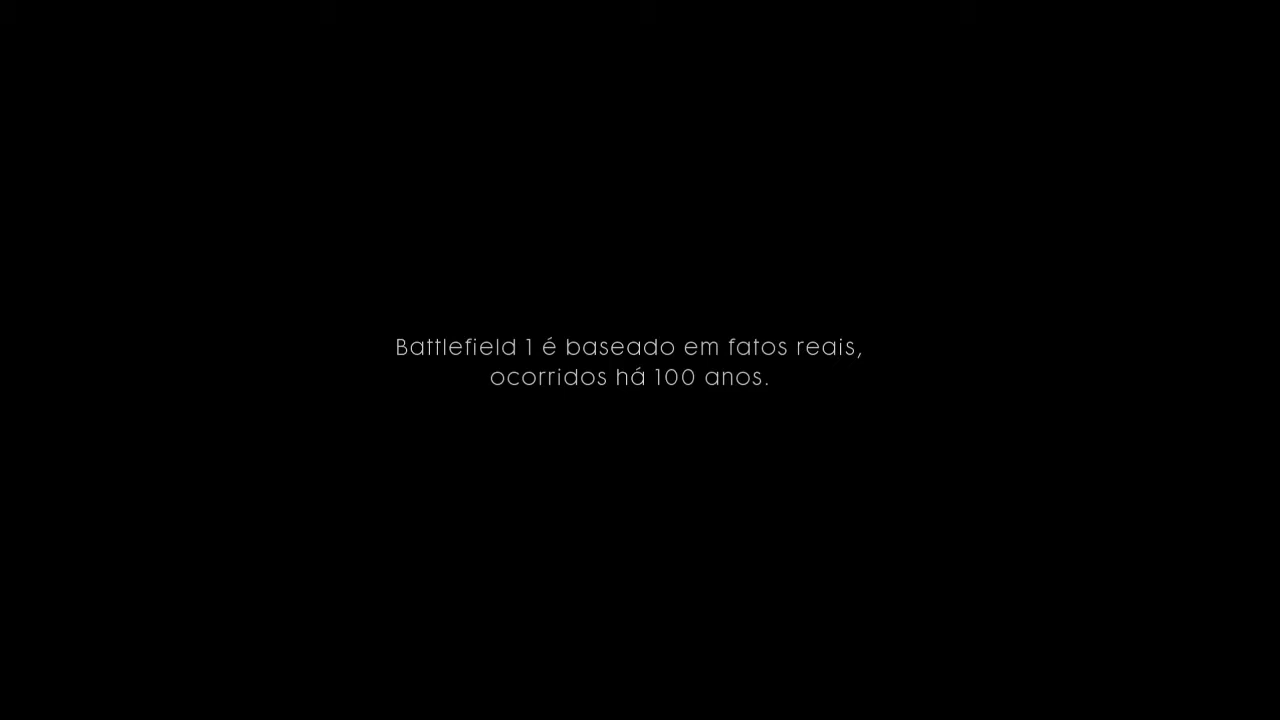 Battlefield 1 é baseado em fatos reais,
ocorridos há 100 anos.